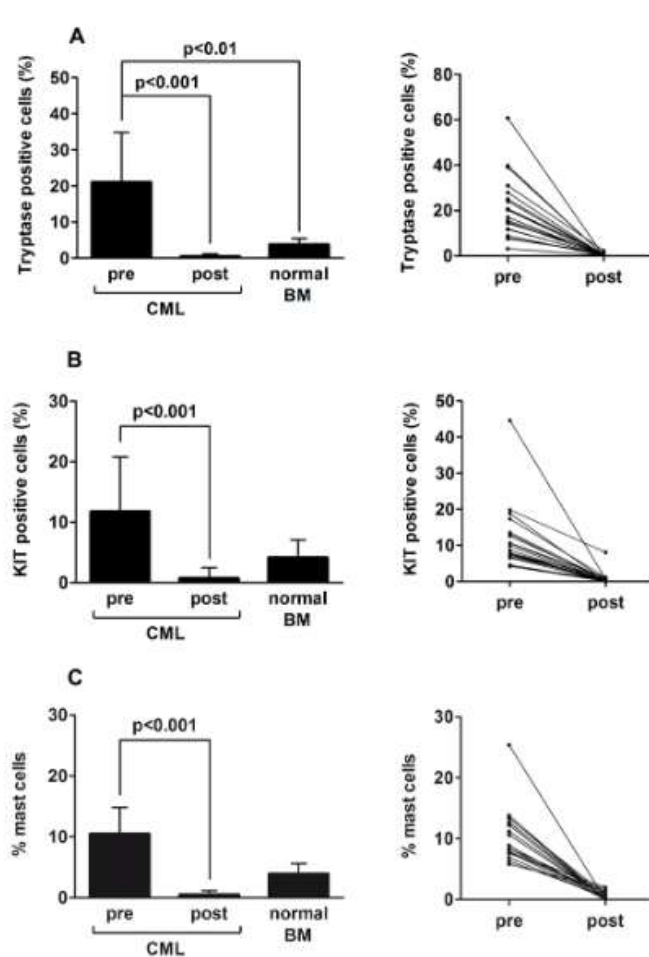 A
p<0.01
p<0.001
Tryptase positive cells (%)
50
40
30
20
10
0
pre post normal
BM
CML
Tryptase positive cells (%)
80
60
40
20
0
pre post
B
p<0.001
KIT positive cells (%)
30
20
10
0
pre post normal
BM
CML
KIT positive cells (%)
50
40
30
20
10
0
pre post
C
p<0.001
% mast cells
30
20
10
0
pre post normal
BM
CML
% mast cells
30
20
10
0
pre post